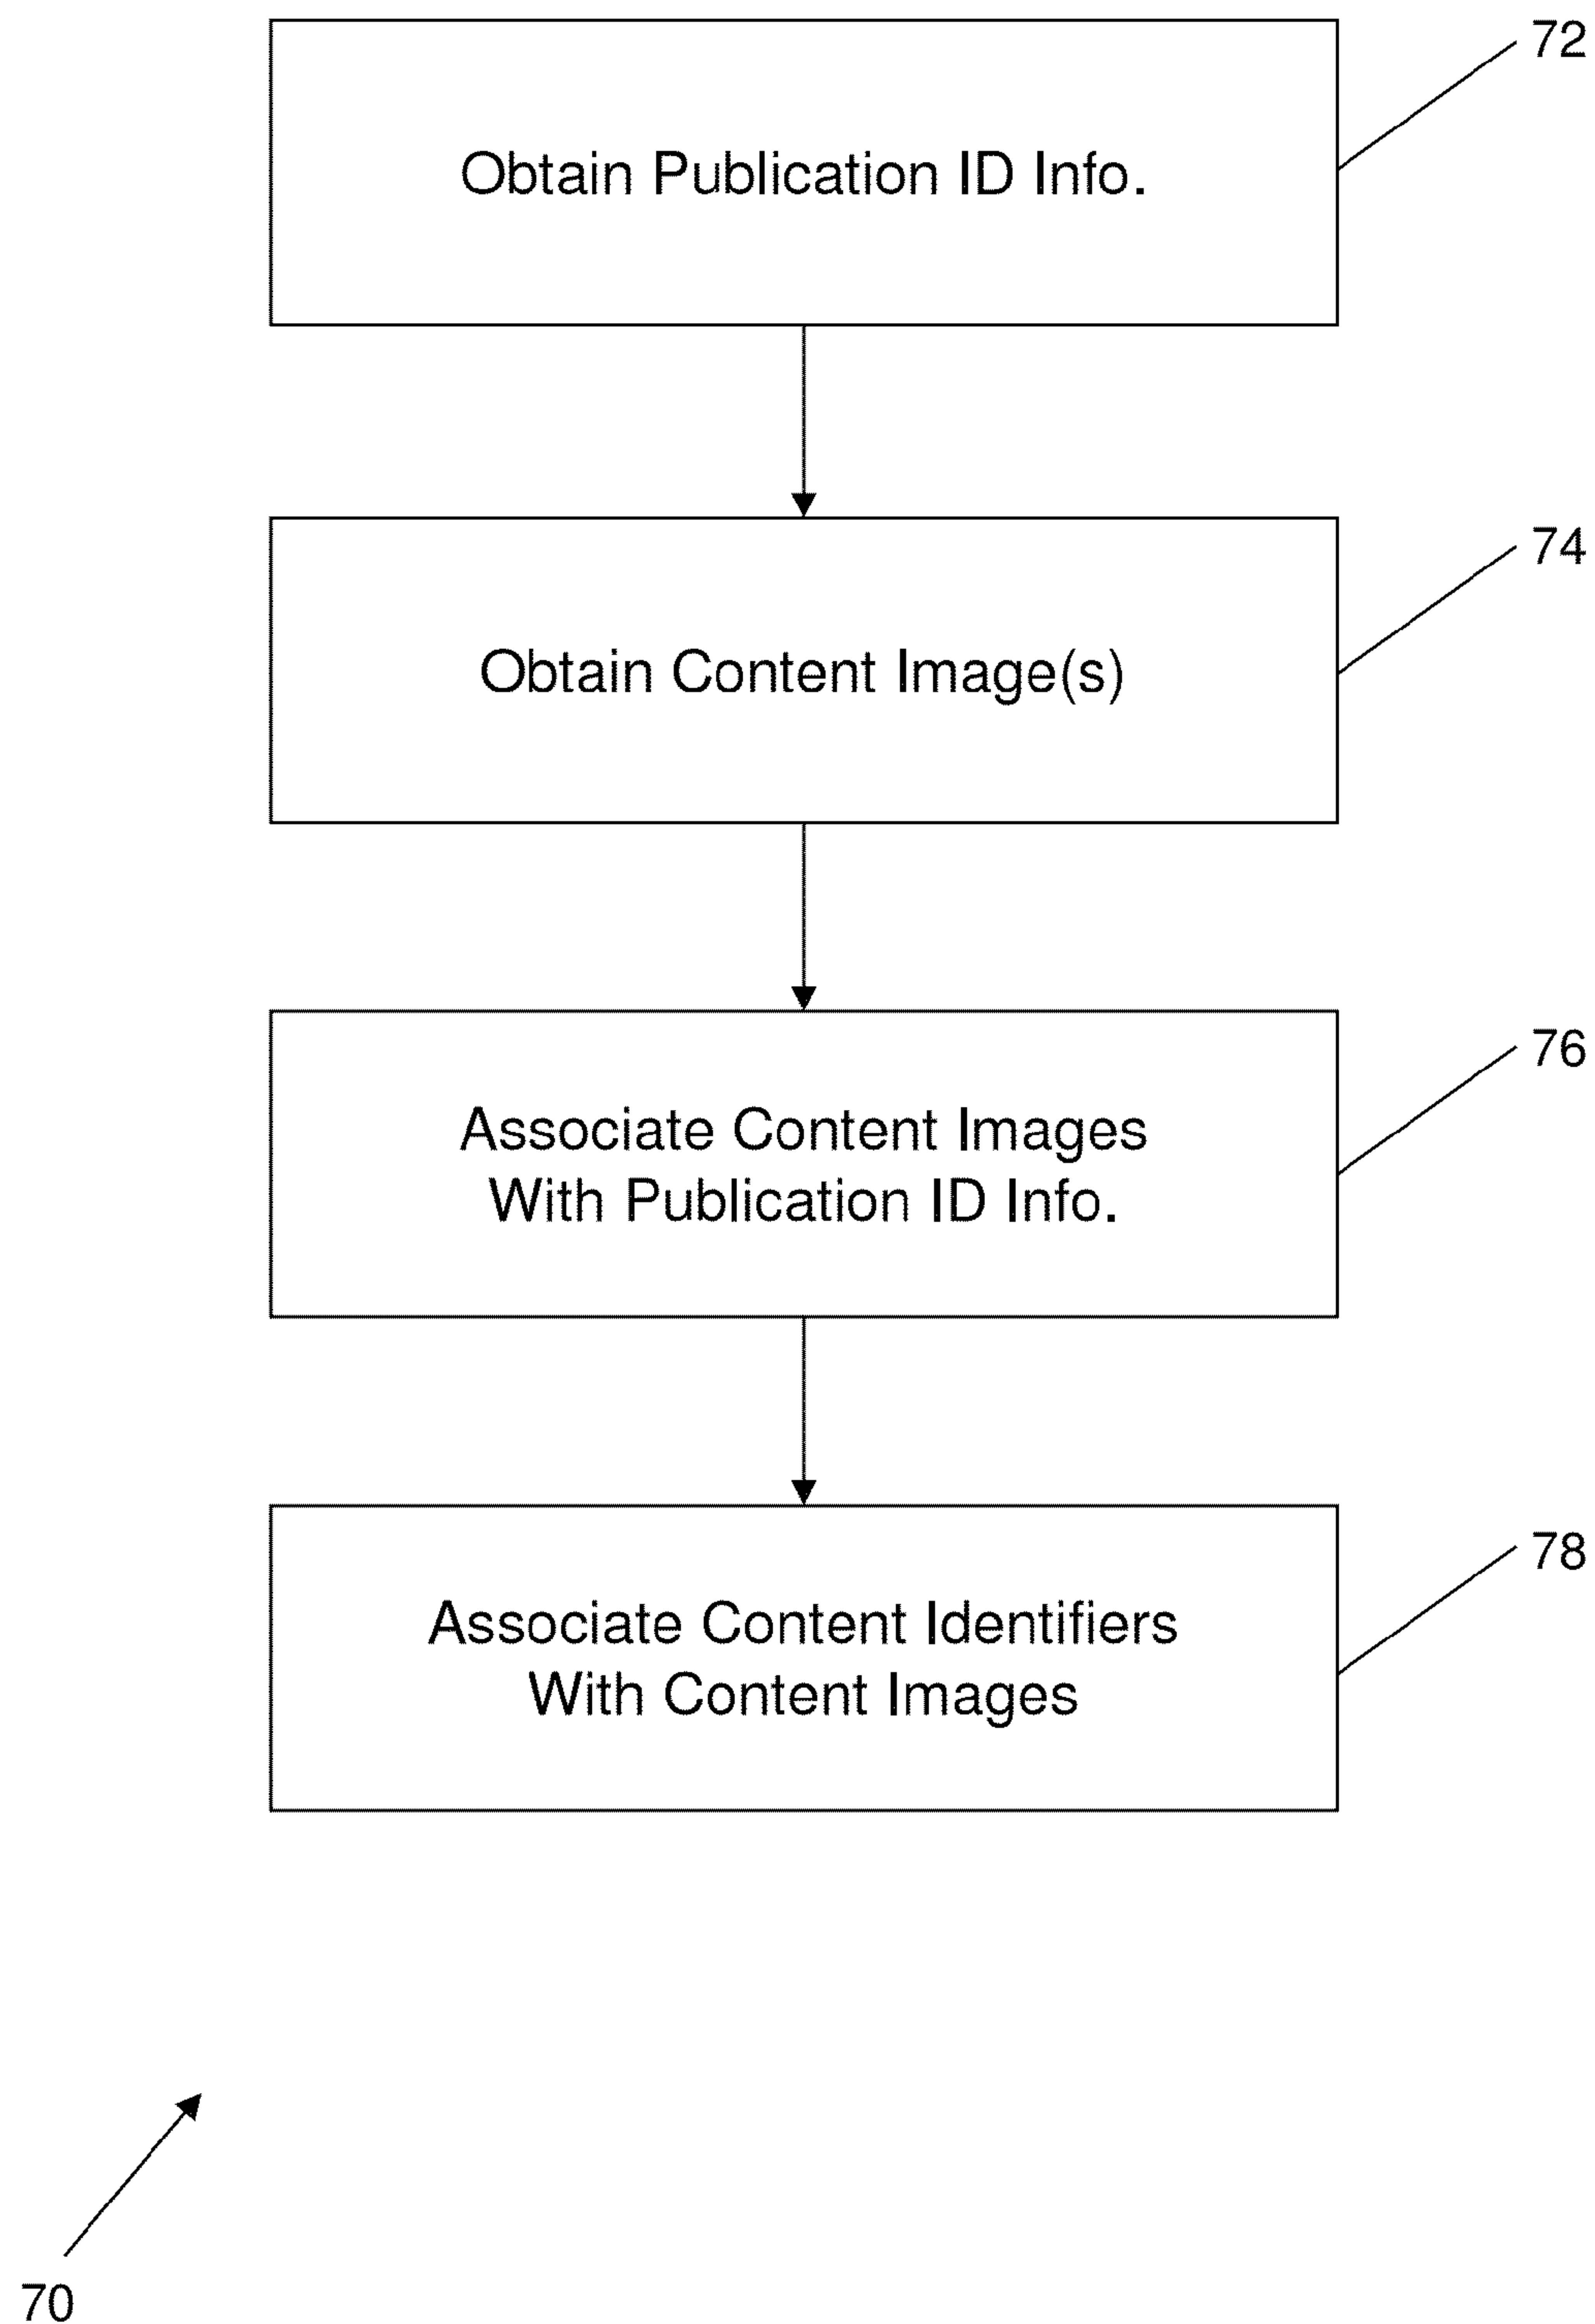 72
Obtain Publication ID Info.
74
Obtain Content Image(s)
76
Associate Content Images
With Publication ID Info.
78
Associate Content Identifiers
With Content Images
70